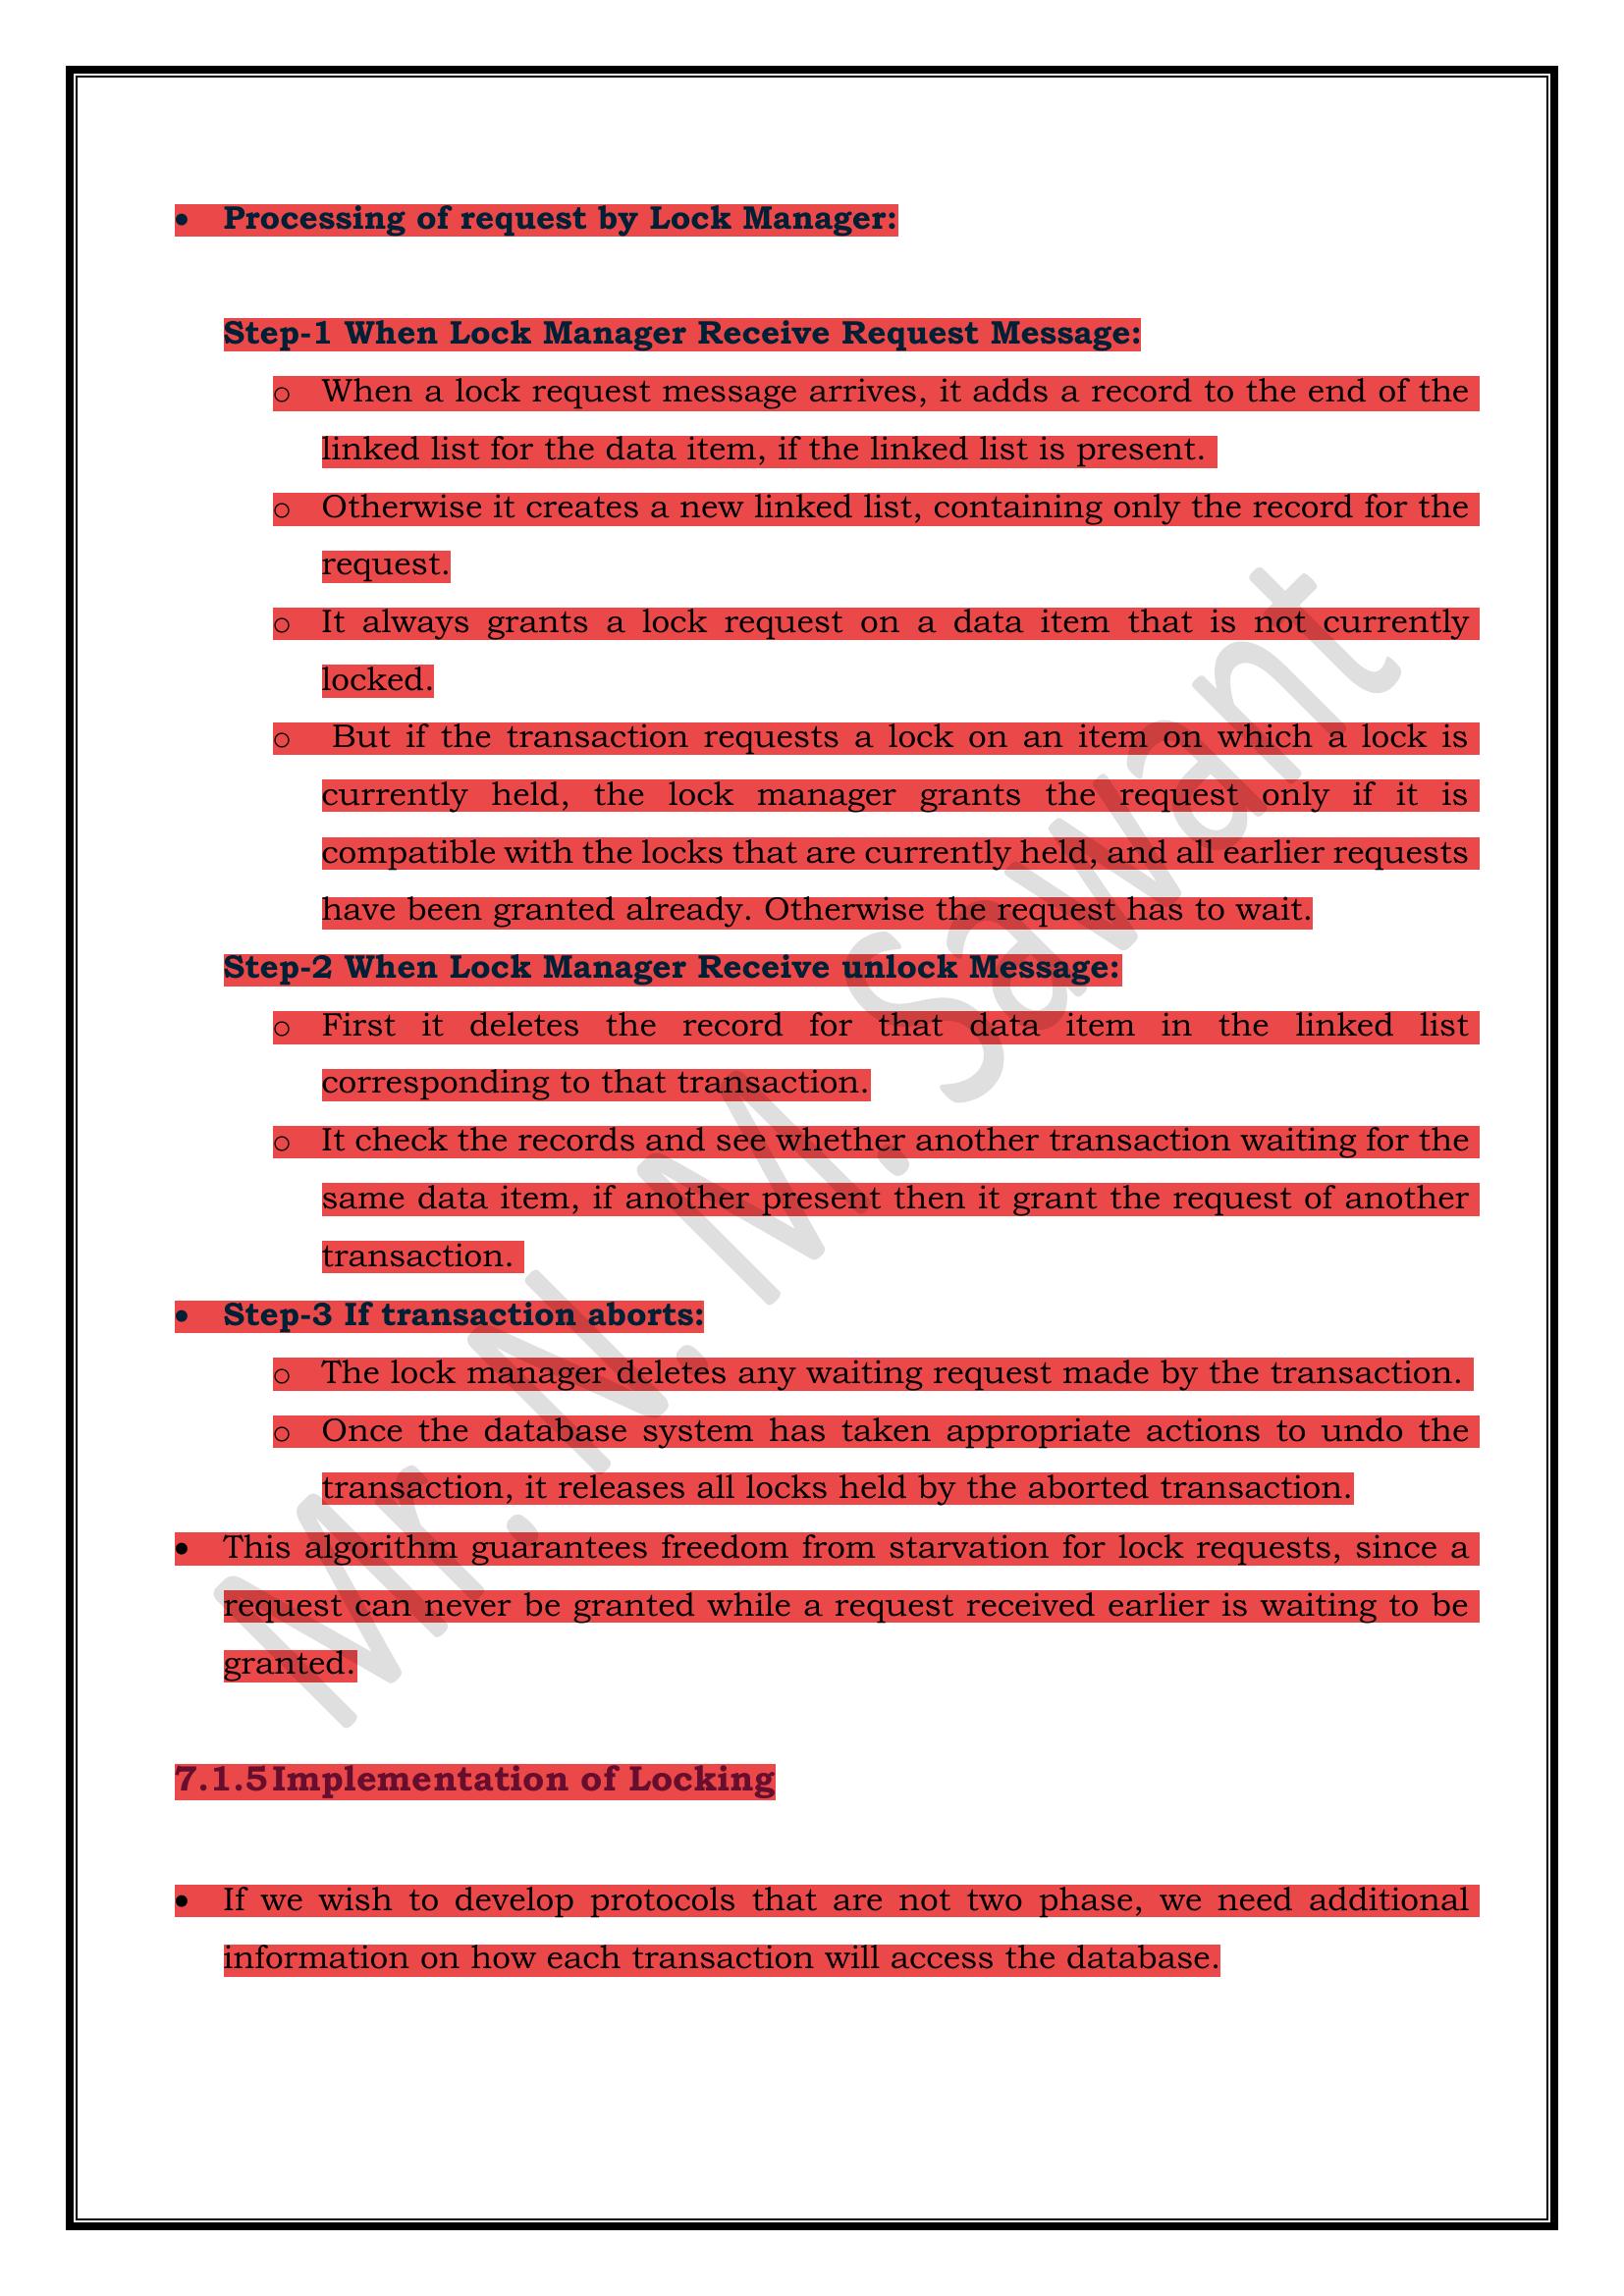 • Processing of request by Lock Manager:
Step-1 When Lock Manager Receive Request Message:
o When a lock request message arrives, it adds a record to the end of the
linked list for the data item, if the linked list is present.
o Otherwise it creates a new linked list, containing only the record for the
request.
o It always grants a lock request on a data item that is not currently
locked.
o But if the transaction requests a lock on an item on which a lock is
currently held, the lock manager grants the request only if it is
compatible with the locks that are currently held, and all earlier requests
have been granted already. Otherwise the request has to wait.
Step-2 When Lock Manager Receive unlock Message:
o First it deletes the record for that data item in the linked list
corresponding to that transaction.
o It check the records and see whether another transaction waiting for the
same data item, if another present then it grant the request of another
transaction.
• Step-3 If transaction aborts:
o The lock manager deletes any waiting request made by the transaction.
o Once the database system has taken appropriate actions to undo the
transaction, it releases all locks held by the aborted transaction.
• This algorithm guarantees freedom from starvation for lock requests, since a
request can never be granted while a request received earlier is waiting to be
granted.
7.1.5 Implementation of Locking
• If we wish to develop protocols that are not two phase, we need additional
information on how each transaction will access the database.
Mr. N. M. Sawant